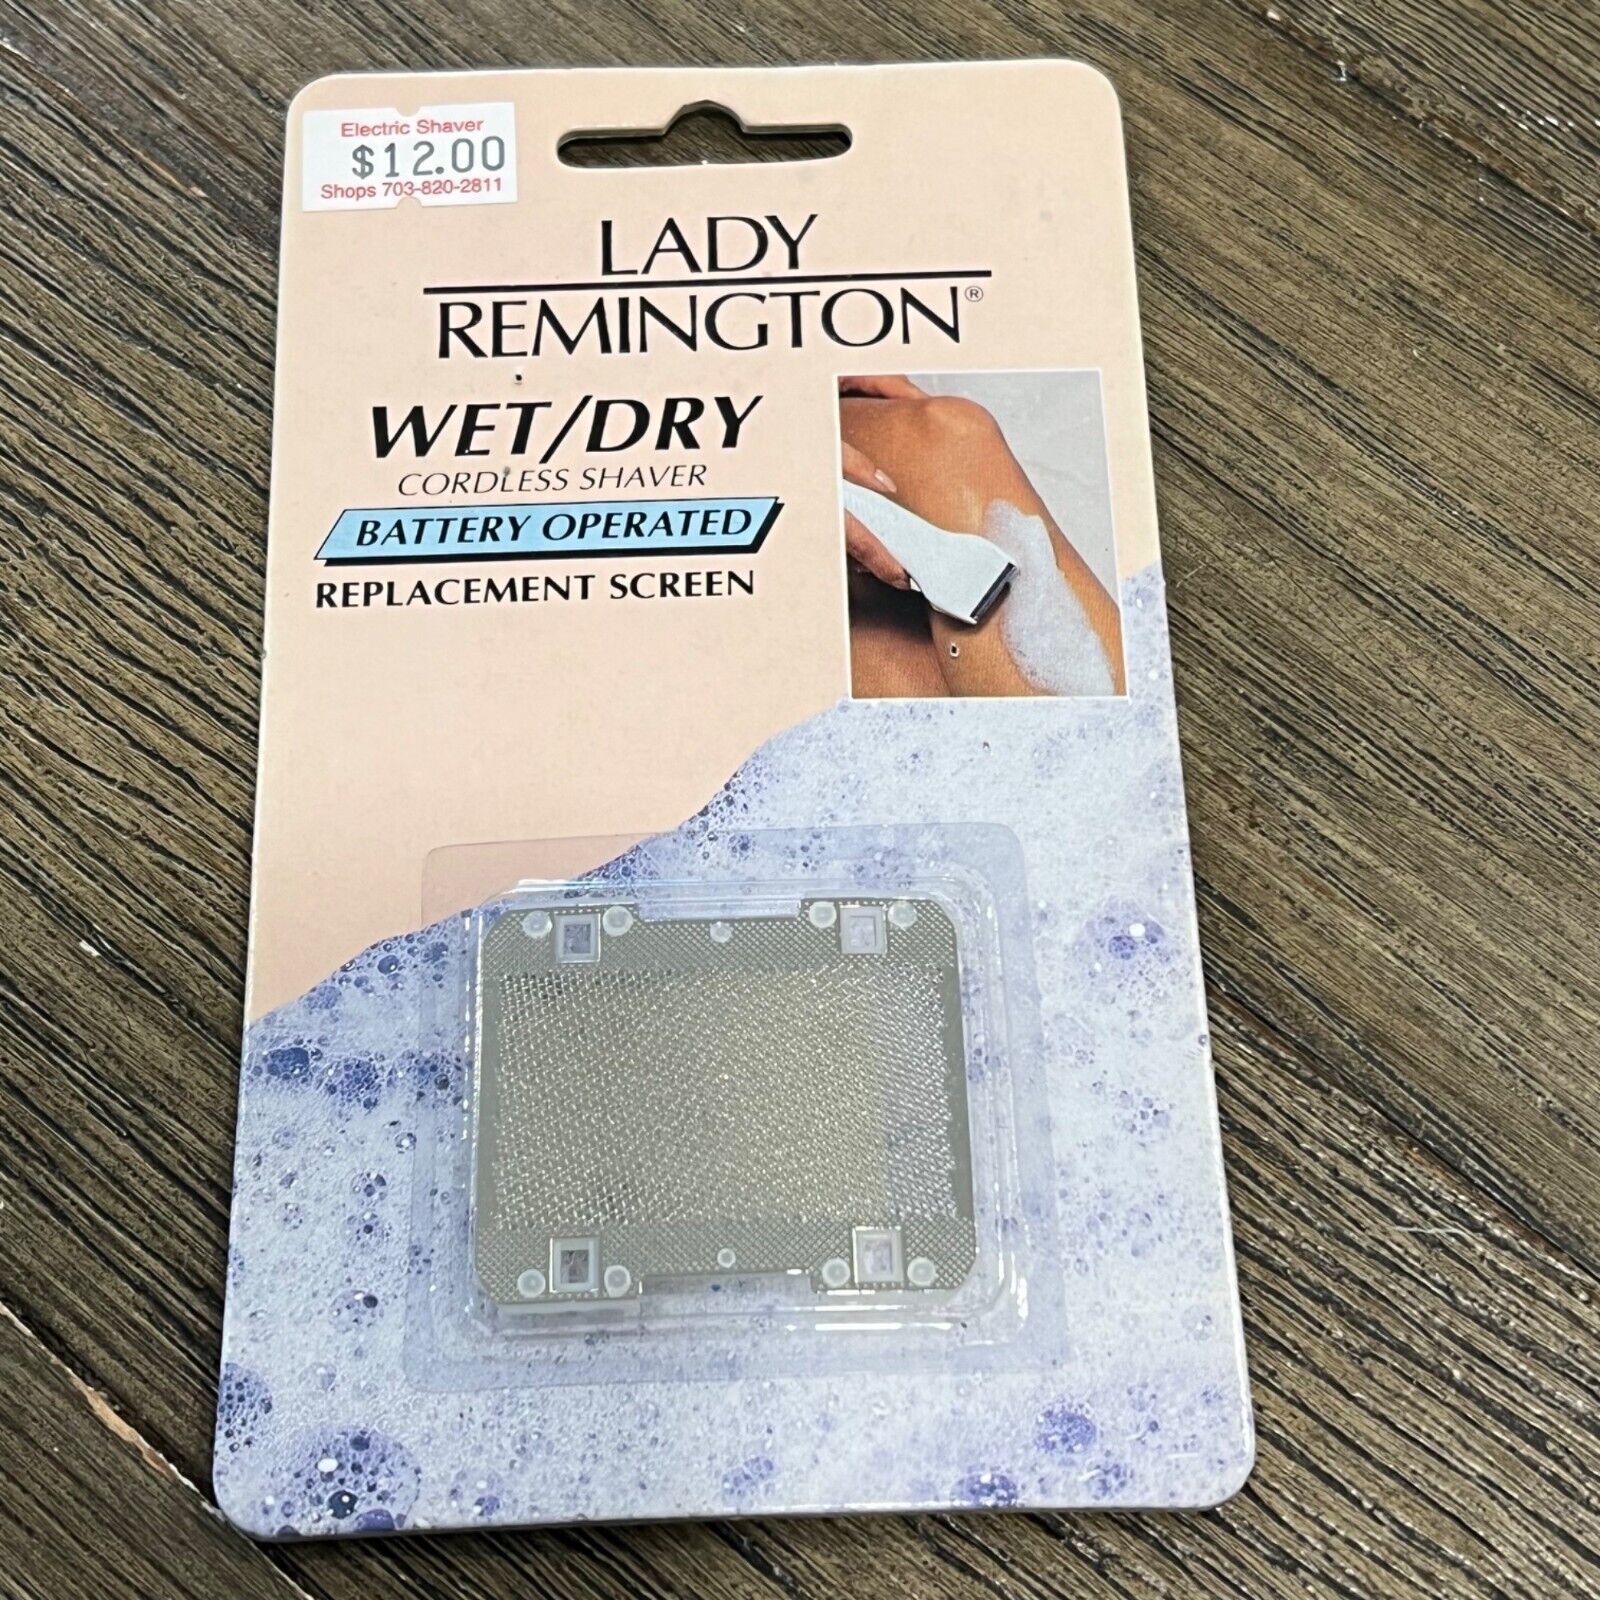 Electric Shaver
$12.00
Shops 703-820-2811
LADY
REMINGTON®
WET/DRY
CORDLESS SHAVER
BATTERY OPERATED
REPLACEMENT SCREEN